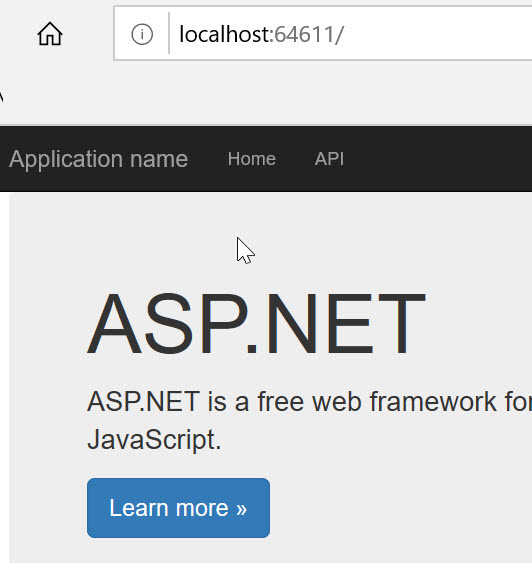 localhost:64611/
Application name Home API
ASP.NET
ASP.NET is a free web framework for
JavaScript.
Learn more »